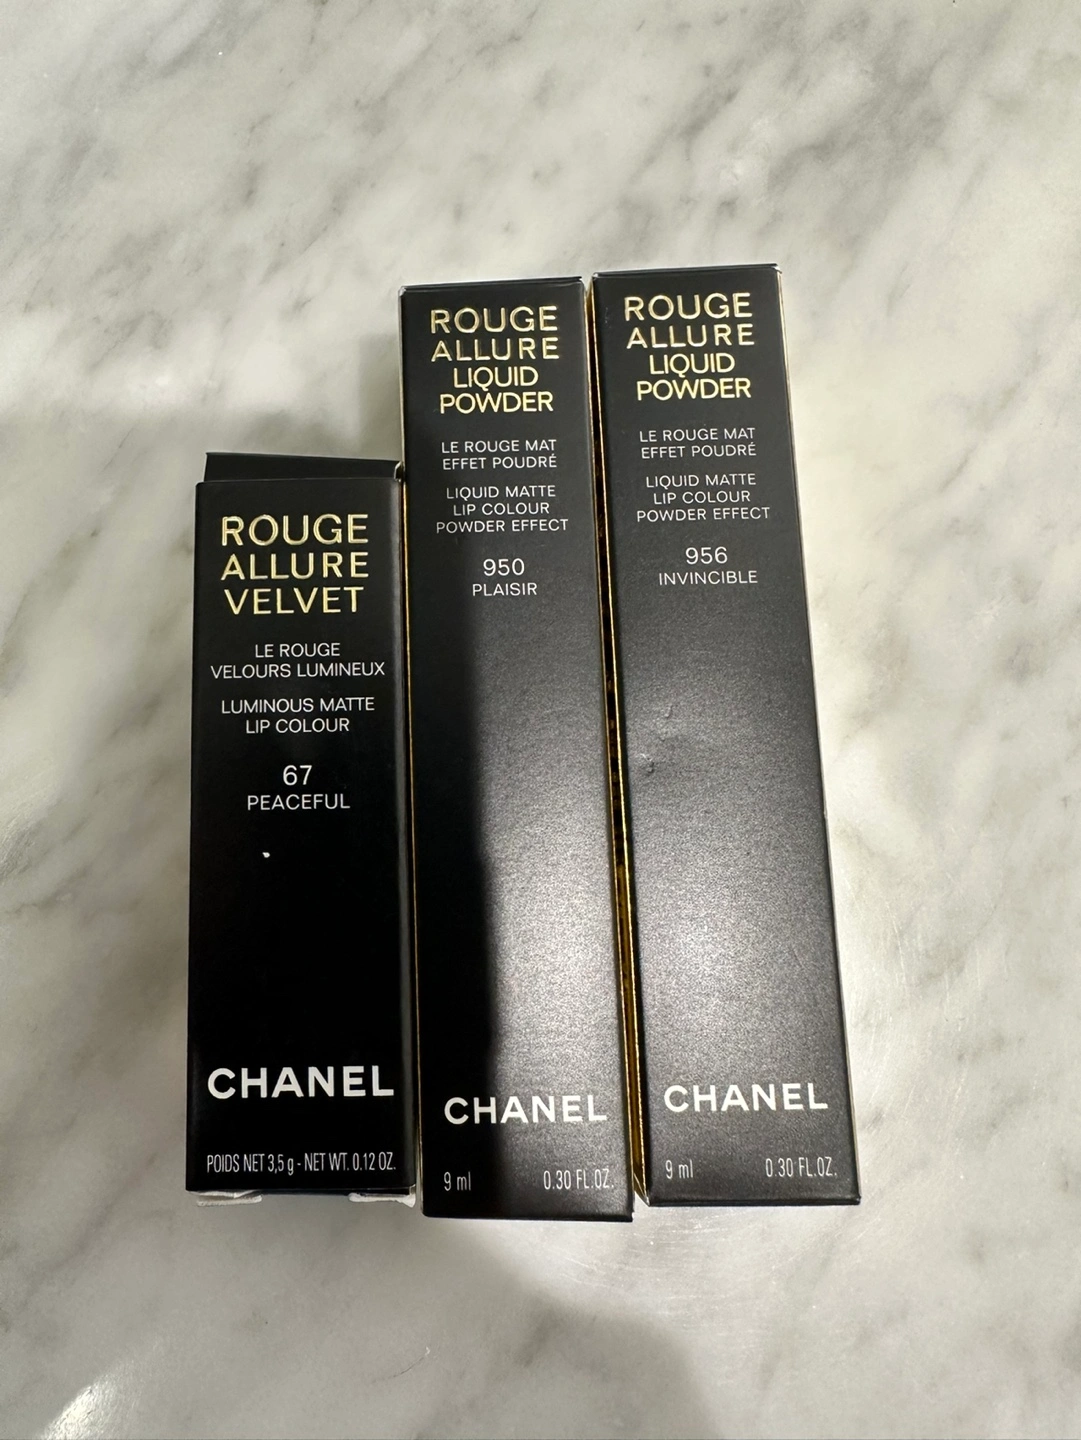 ROUGE
ALLURE
VELVET
LE ROUGE
VELOURS LUMINEUX
LUMINOUS MATTE
LIP COLOUR
67
PEACEFUL
CHANEL
POIDS NET 3,5 g - NET WT. 0.12 OZ.
ROUGE
ALLURE
LIQUID
POWDER
LE ROUGE MAT
EFFET POUDRÉ
LIQUID MATTE
LIP COLOUR
POWDER EFFECT
950
PLAISIR
CHANEL
9 ml 0.30 FL.OZ.
ROUGE
ALLURE
LIQUID
POWDER
LE ROUGE MAT
EFFET POUDRÉ
LIQUID MATTE
LIP COLOUR
POWDER EFFECT
956
INVINCIBLE
CHANEL
9 ml 0.30 FL.OZ.